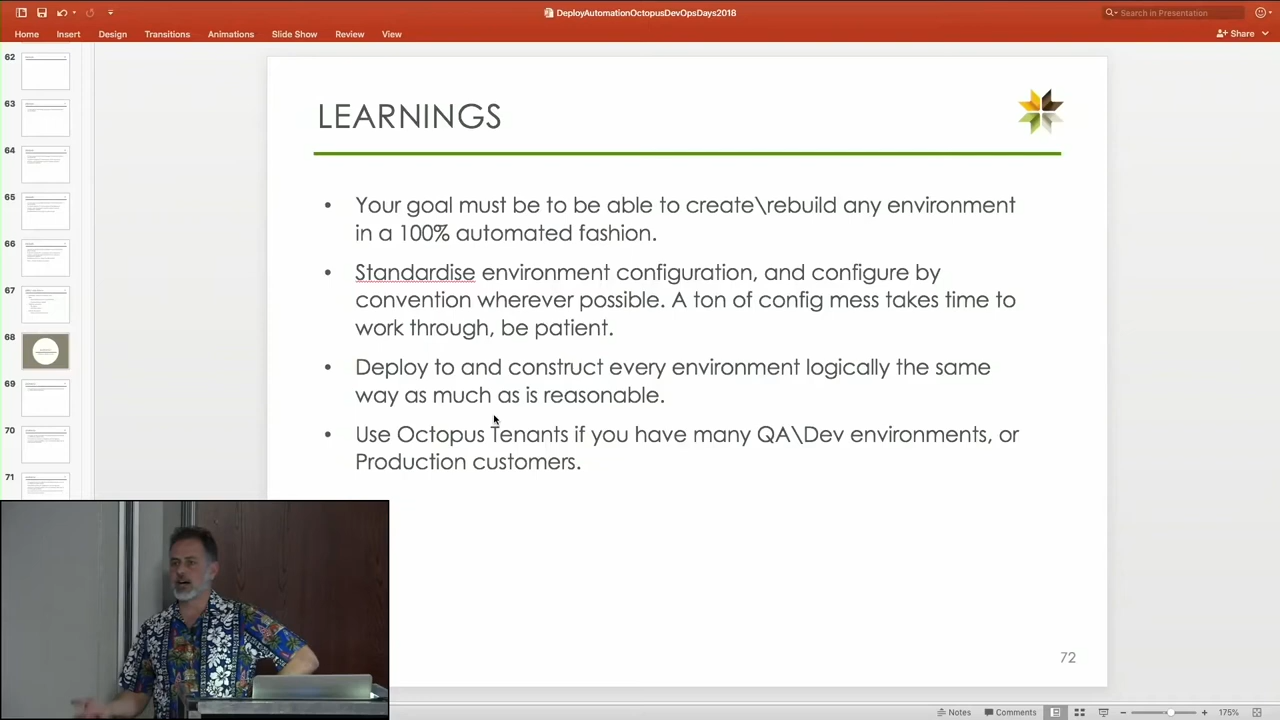 DeployAutomationOctopusDevOpsDays2018
Search in Presentation
Home Insert Design Transitions Animations Slide Show Review View
Share
62
63
64
65
66
67
68
69
70
71
LEARNINGS
• Your goal must be to be able to create\rebuild any environment
in a 100% automated fashion.
• Standardise environment configuration, and configure by
convention wherever possible. A ton of config mess takes time to
work through, be patient.
• Deploy to and construct every environment logically the same
way as much as is reasonable.
• Use Octopus Tenants if you have many QA\Dev environments, or
Production customers.
72
Notes Comments 175%